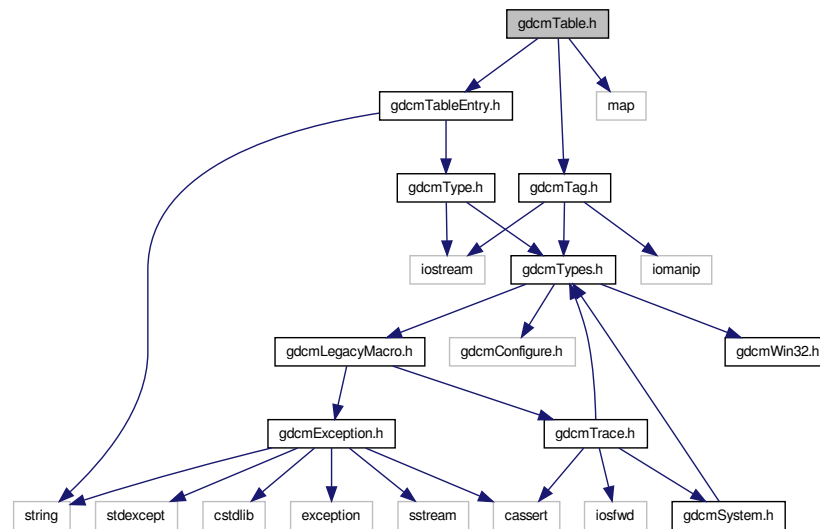 gdcmTable.h
gdcmTableEntry.h
map
gdcmType.h
gdcmTag.h
iostream
gdcmTypes.h
iomanip
gdcmLegacyMacro.h
gdcmConfigure.h
gdcmWin32.h
gdcmException.h
gdcmTrace.h
string
stdexcept
cstdlib
exception
sstream
cassert
iosfwd
gdcmSystem.h